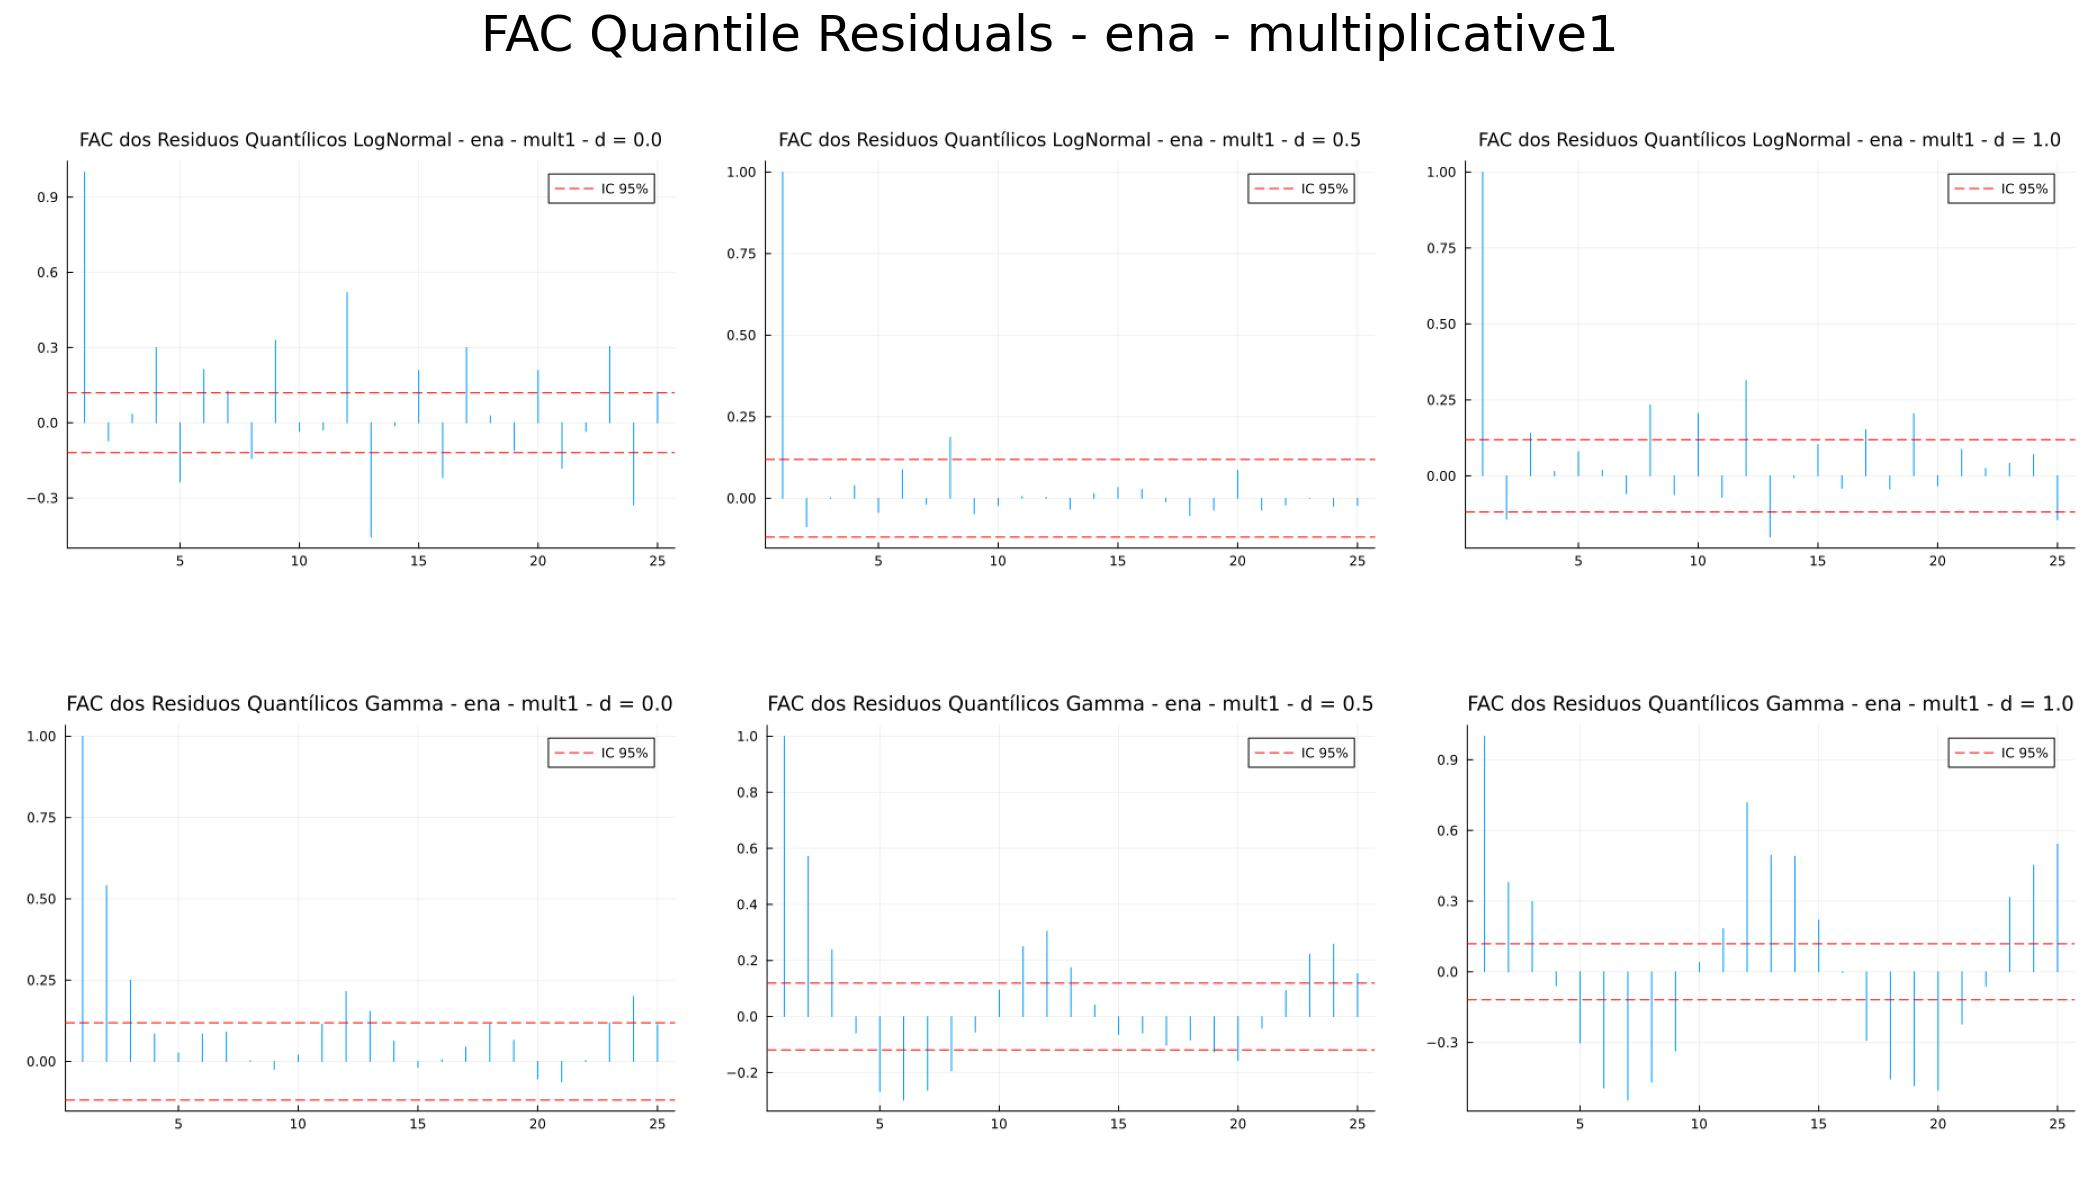 FAC Quantile Residuals - ena - multiplicative1
FAC dos Residuos Quantílicos LogNormal - ena - mult1 - d = 0.0
IC 95%
0.9
0.6
0.3
0.0
−0.3
5 10 15 20 25
FAC dos Residuos Quantílicos LogNormal - ena - mult1 - d = 0.5
IC 95%
1.00
0.75
0.50
0.25
0.00
5 10 15 20 25
FAC dos Residuos Quantílicos LogNormal - ena - mult1 - d = 1.0
IC 95%
1.00
0.75
0.50
0.25
0.00
5 10 15 20 25
FAC dos Residuos Quantílicos Gamma - ena - mult1 - d = 0.0
IC 95%
1.00
0.75
0.50
0.25
0.00
5 10 15 20 25
FAC dos Residuos Quantílicos Gamma - ena - mult1 - d = 0.5
IC 95%
1.0
0.8
0.6
0.4
0.2
0.0
−0.2
5 10 15 20 25
FAC dos Residuos Quantílicos Gamma - ena - mult1 - d = 1.0
IC 95%
0.9
0.6
0.3
0.0
−0.3
5 10 15 20 25